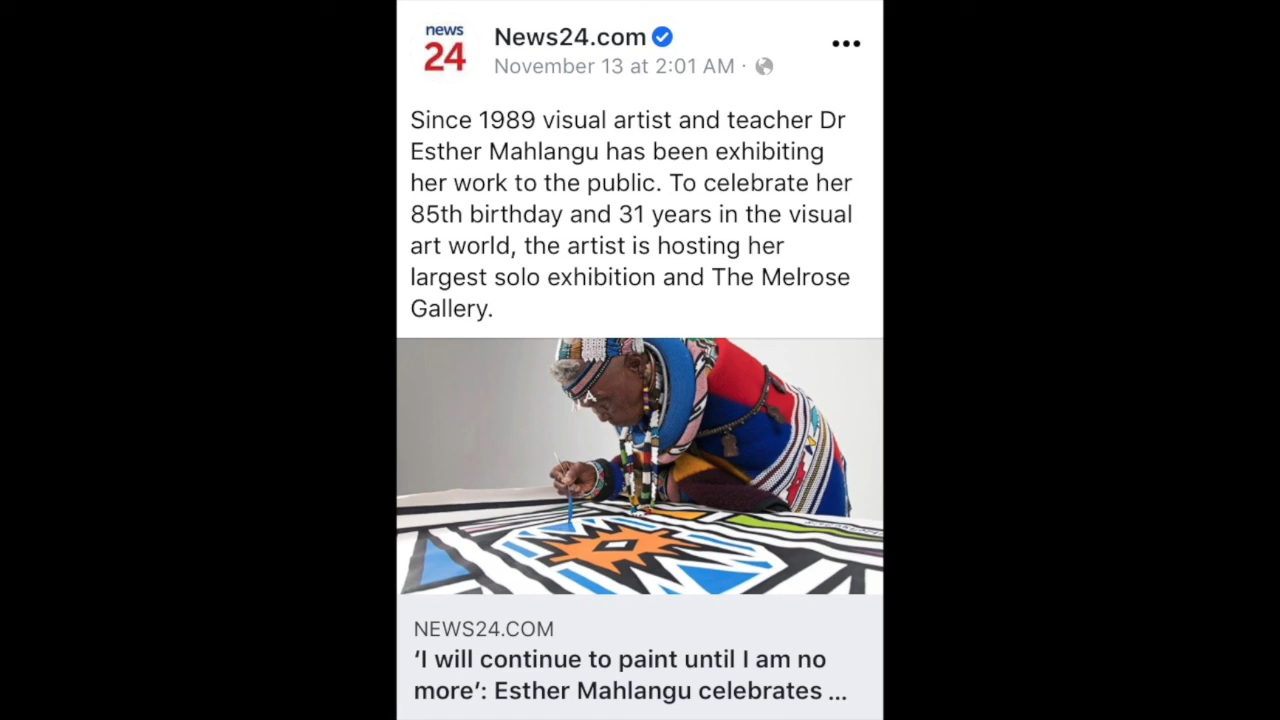 news
24
News24.com
November 13 at 2:01 AM ·
Since 1989 visual artist and teacher Dr
Esther Mahlangu has been exhibiting
her work to the public. To celebrate her
85th birthday and 31 years in the visual
art world, the artist is hosting her
largest solo exhibition and The Melrose
Gallery.
NEWS24.COM
‘I will continue to paint until I am no
more’: Esther Mahlangu celebrates ...